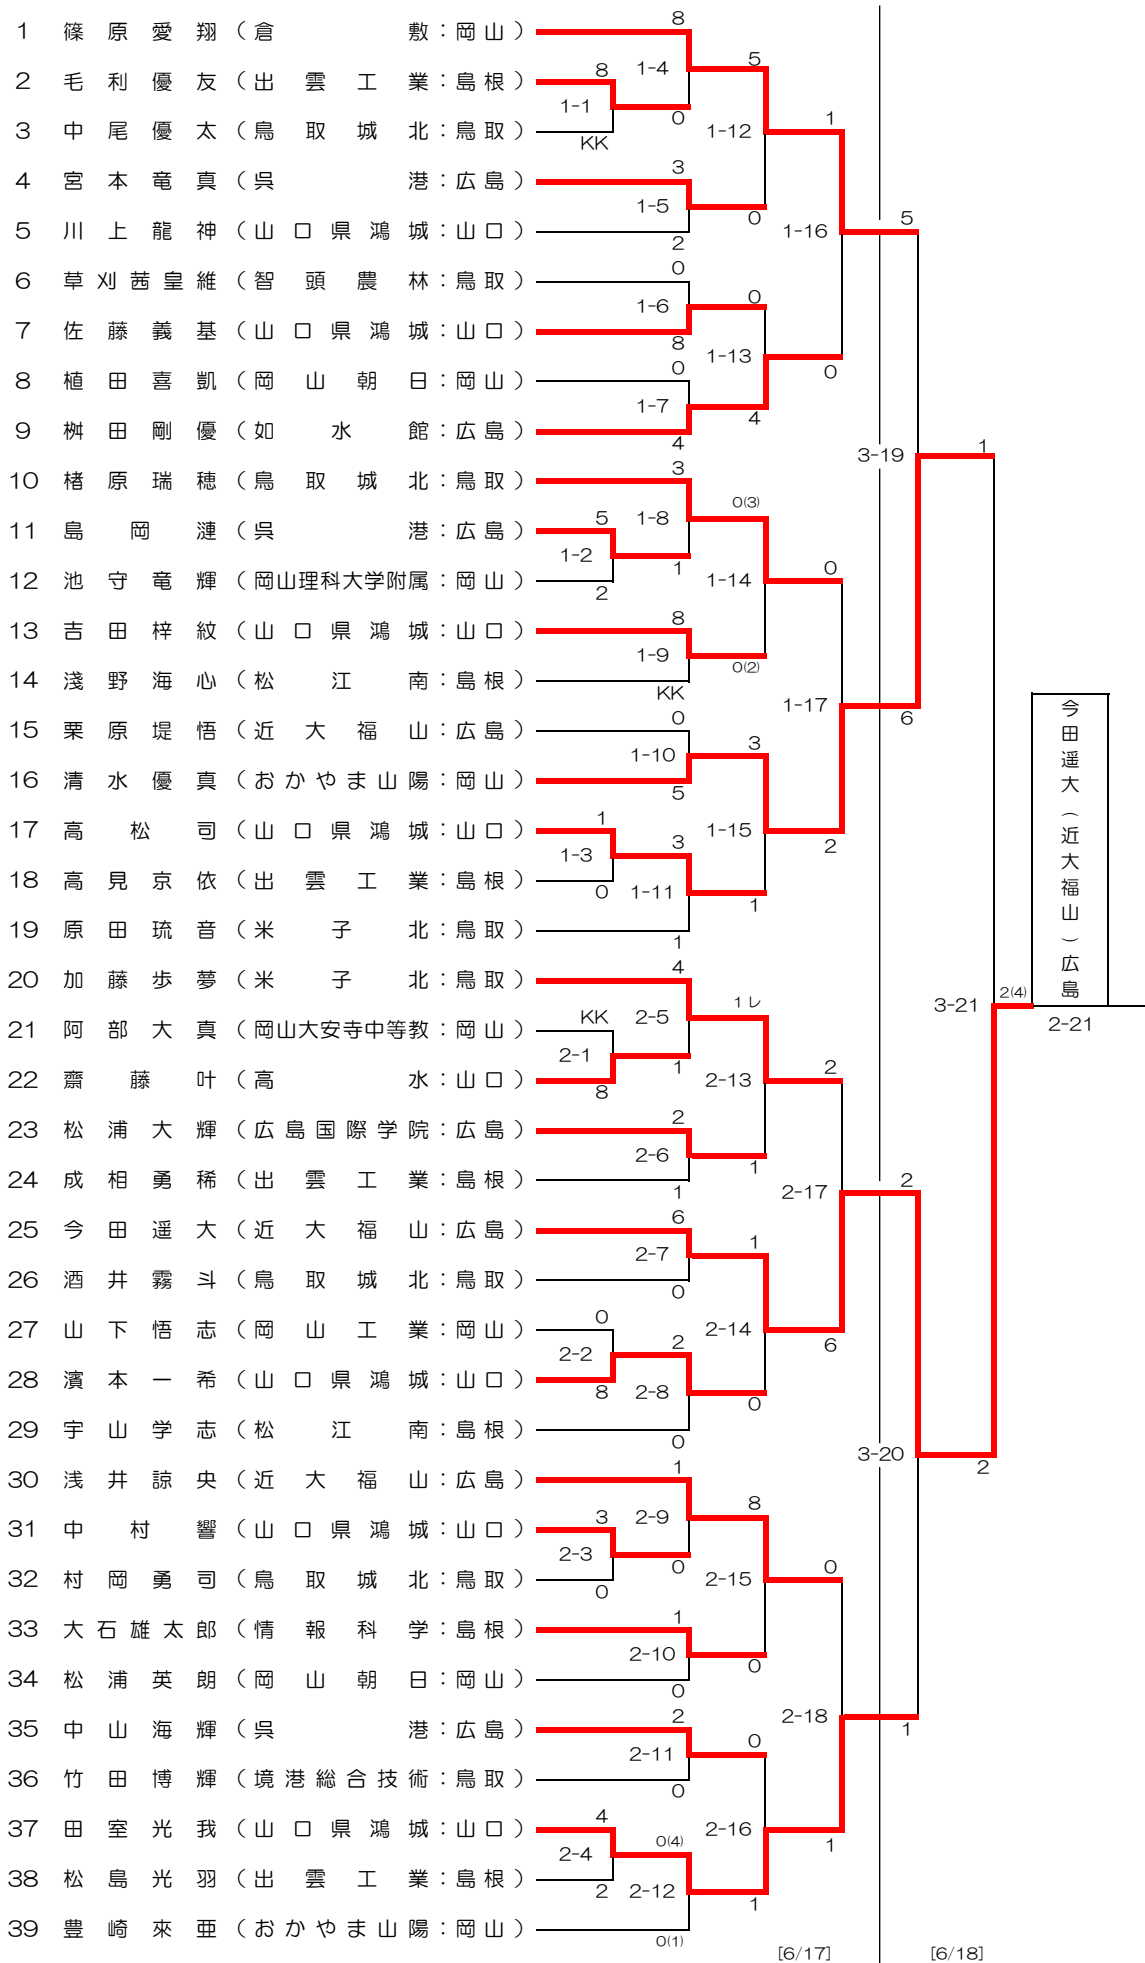 1 篠原愛翔（倉敷：岡山）
2 毛利優友（出雲工業：島根）
3 中尾優太（鳥取城北：鳥取）
4 宮本竜真（呉港：広島）
5 川上龍神（山口県鴻城：山口）
6 草刈茜皇維（智頭農林：鳥取）
7 佐藤義基（山口県鴻城：山口）
8 植田喜凱（岡山朝日：岡山）
9 桝田剛優（如水館：広島）
10 楮原瑞穂（鳥取城北：鳥取）
11 島岡漣（呉港：広島）
12 池守竜輝（岡山理科大学附属：岡山）
13 吉田梓紋（山口県鴻城：山口）
14 淺野海心（松江南：島根）
15 栗原堤悟（近大福山：広島）
16 清水優真（おかやま山陽：岡山）
17 高松司（山口県鴻城：山口）
18 高見京依（出雲工業：島根）
19 原田琉音（米子北：鳥取）
20 加藤歩夢（米子北：鳥取）
21 阿部大真（岡山大安寺中等教：岡山）
22 齋藤叶（高水：山口）
23 松浦大輝（広島国際学院：広島）
24 成相勇稀（出雲工業：島根）
25 今田遥大（近大福山：広島）
26 酒井霧斗（鳥取城北：鳥取）
27 山下悟志（岡山工業：岡山）
28 濱本一希（山口県鴻城：山口）
29 宇山学志（松江南：島根）
30 浅井諒央（近大福山：広島）
31 中村響（山口県鴻城：山口）
32 村岡勇司（鳥取城北：鳥取）
33 大石雄太郎（情報科学：島根）
34 松浦英朗（岡山朝日：岡山）
35 中山海輝（呉港：広島）
36 竹田博輝（境港総合技術：鳥取）
37 田室光我（山口県鴻城：山口）
38 松島光羽（出雲工業：島根）
39 豊崎來亜（おかやま山陽：岡山）
8
1-1
KK
5
1-2
2
1
1-3
0
KK
2-1
8
0
2-2
8
3
2-3
0
4
2-4
2
8
1-4
0
3
1-5
2
0
1-6
8
0
1-7
4
3
1-8
1
8
1-9
KK
0
1-10
5
3
1-11
1
4
2-5
1
2
2-6
1
6
2-7
0
2
2-8
0
1
2-9
0
1
2-10
0
2
2-11
0
0(4)
2-12
0(1)
5
1-12
0
0
1-13
4
0(3)
1-14
0(2)
3
1-15
1
1レ
2-13
1
1
2-14
0
8
2-15
0
0
2-16
1
1
1-16
0
0
1-17
2
2
2-17
6
0
2-18
1
5
3-19
6
2
3-20
1
1
3-21
2
2(4)
今田遥大（近大福山）広島
2-21
[6/17]
[6/18]